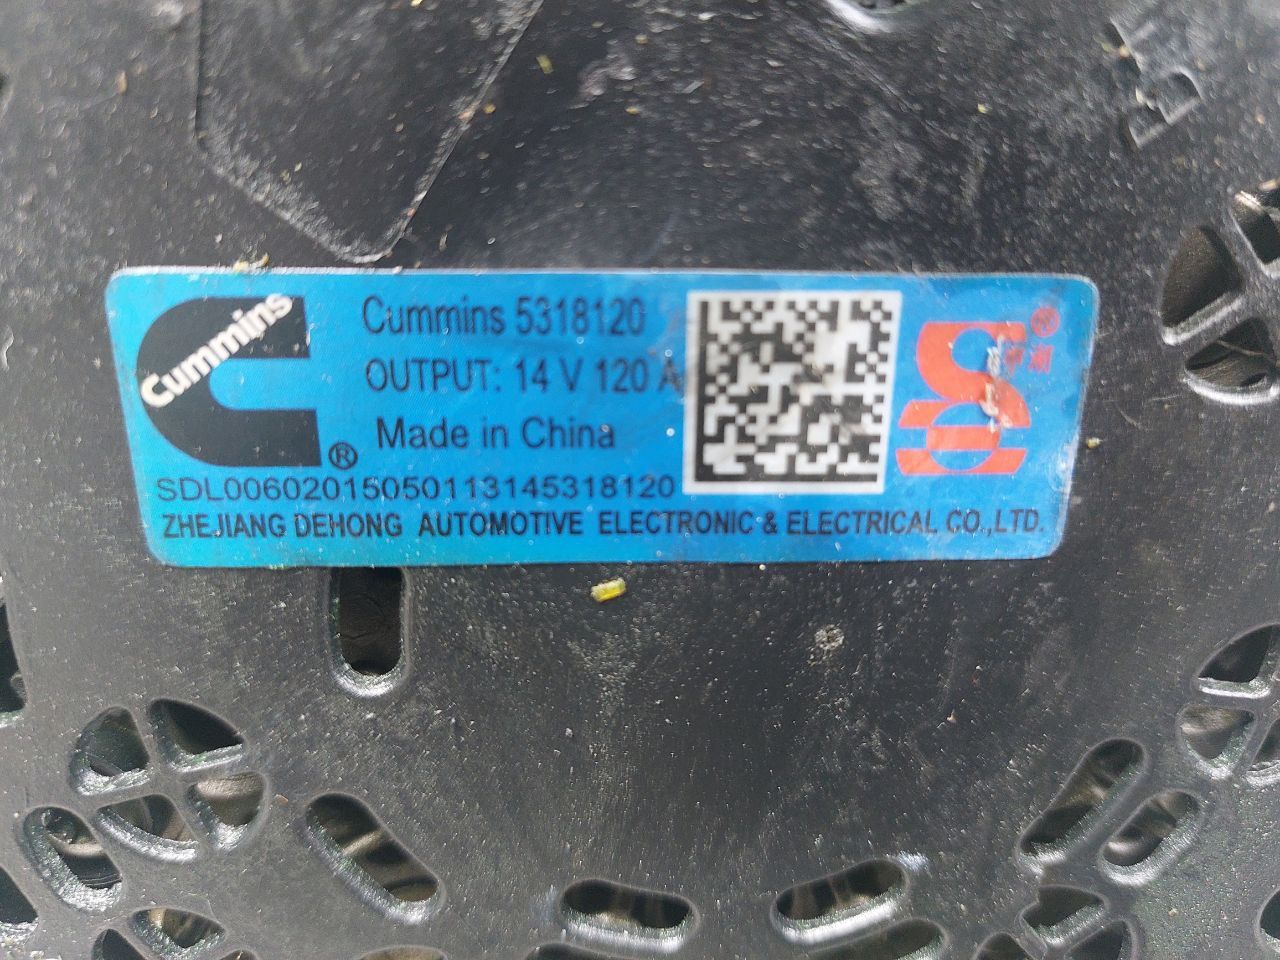 B+
Cummins
Cummins 5318120
OUTPUT: 14 V 120 A
Made in China
®
®
SDL00602015050113145318120
ZHEJIANG DEHONG AUTOMOTIVE ELECTRONIC & ELECTRICAL CO.,LTD.